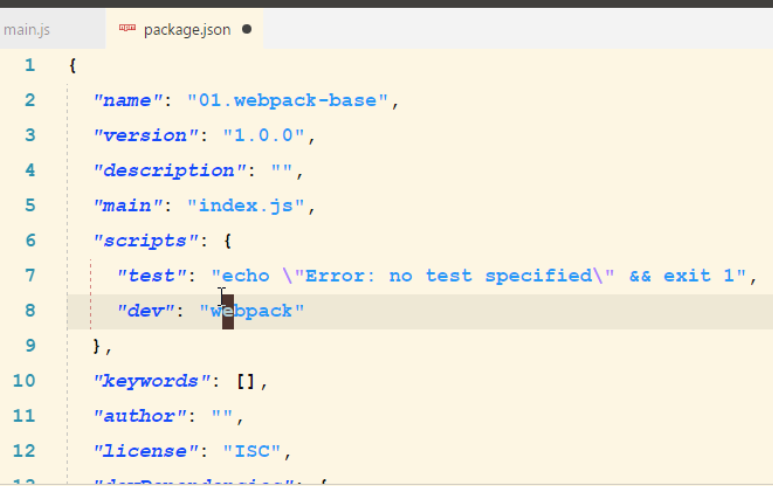 main.js
package.json
1 {
2 "name": "01.webpack-base",
3 "version": "1.0.0",
4 "description": "",
5 "main": "index.js",
6 "scripts": {
7 "test": "echo \"Error: no test specified\" && exit 1",
8 "dev": "webpack"
9 },
10 "keywords": [],
11 "author": "",
12 "license": "ISC",
13 "devDependencies": {